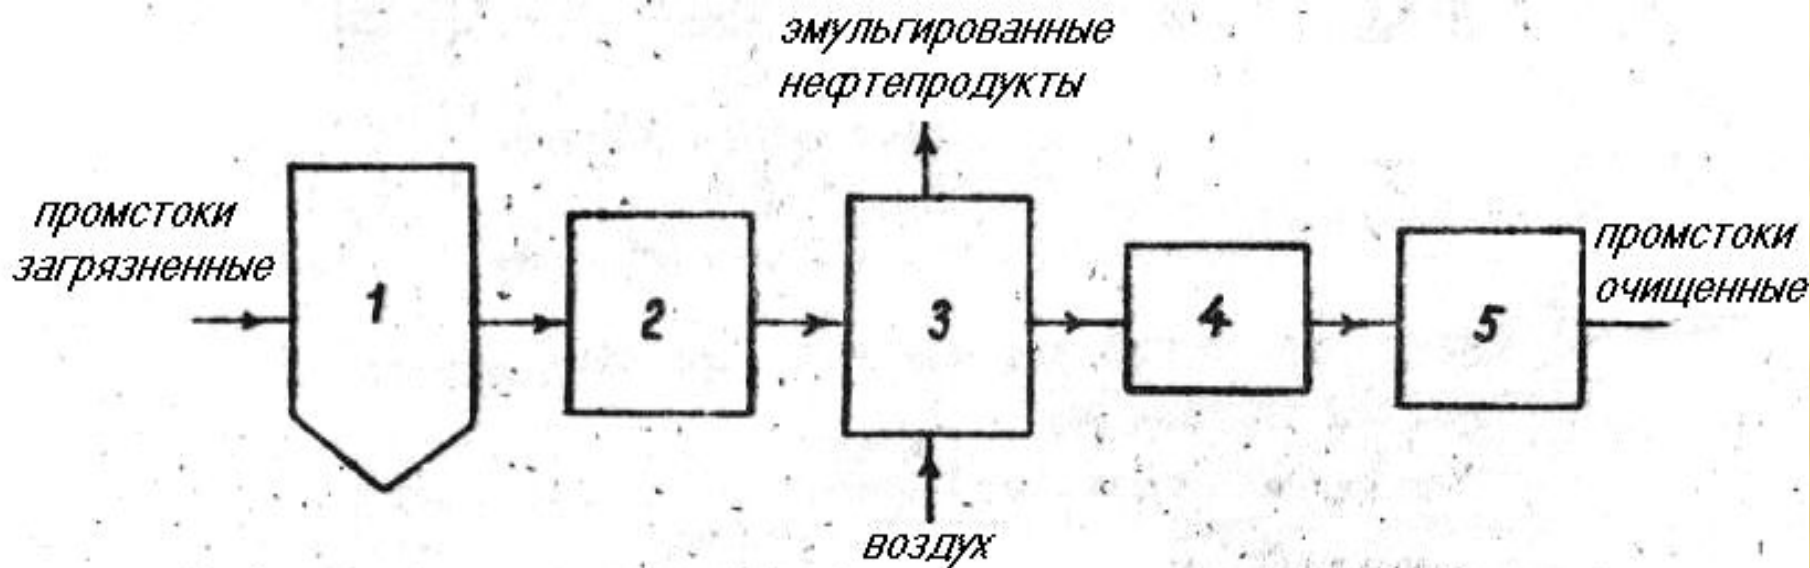 эмульгированные
нефтепродукты
промстоки
загрязненные
1
2
3
4
5
промстоки
очищенные
воздух